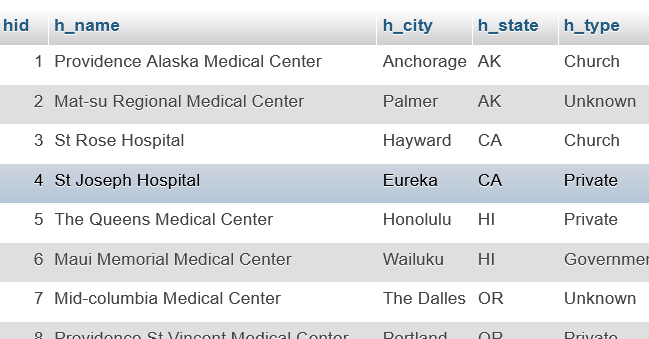 hid h_name h_city h_state h_type
1 Providence Alaska Medical Center Anchorage AK Church
2 Mat-su Regional Medical Center Palmer AK Unknown
3 St Rose Hospital Hayward CA Church
4 St Joseph Hospital Eureka CA Private
5 The Queens Medical Center Honolulu HI Private
6 Maui Memorial Medical Center Wailuku HI Governmer
7 Mid-columbia Medical Center The Dalles OR Unknown
8 Providence St Vincent Medical Center Portland OR Private